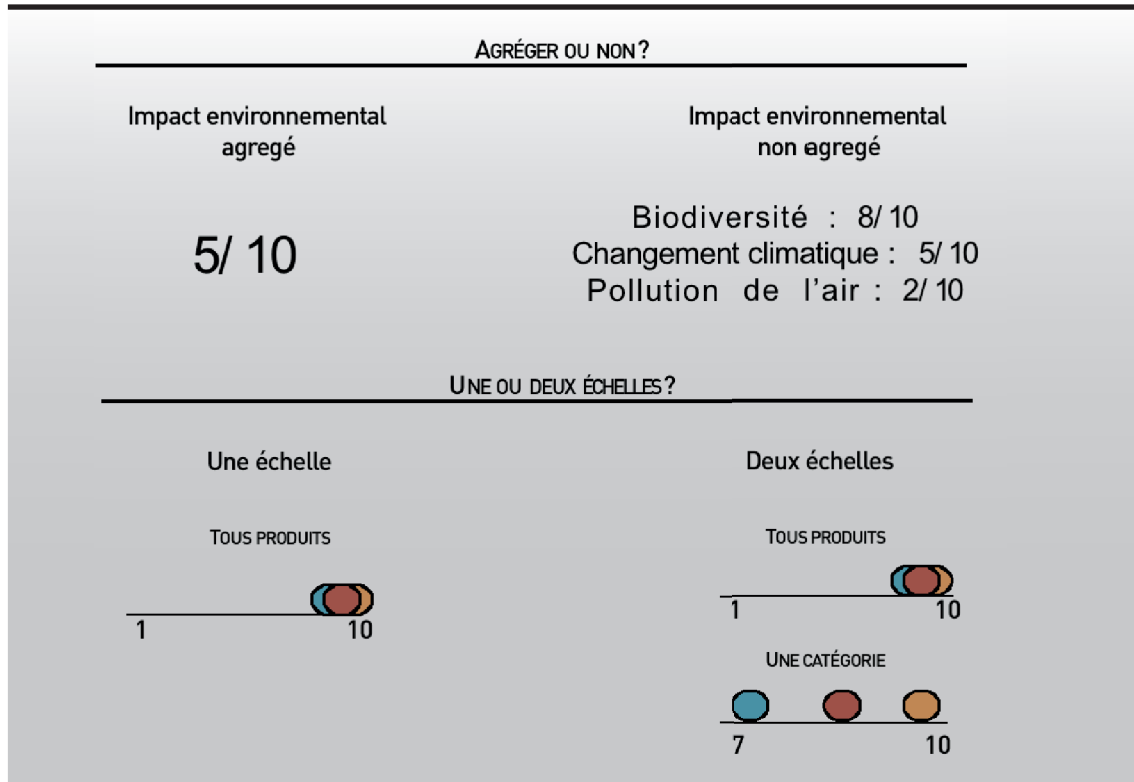 AGRÉGER OU NON?
Impact environnemental
agregé
Impact environnemental
non agregé
5/ 10
Biodiversité : 8/ 10
Changement climatique : 5/ 10
Pollution de l'air : 2/ 10
UNE OU DEUX ÉCHELLES?
Une échelle
Deux échelles
TOUS PRODUITS
1 10
TOUS PRODUITS
1 10
UNE CATÉGORIE
7 10